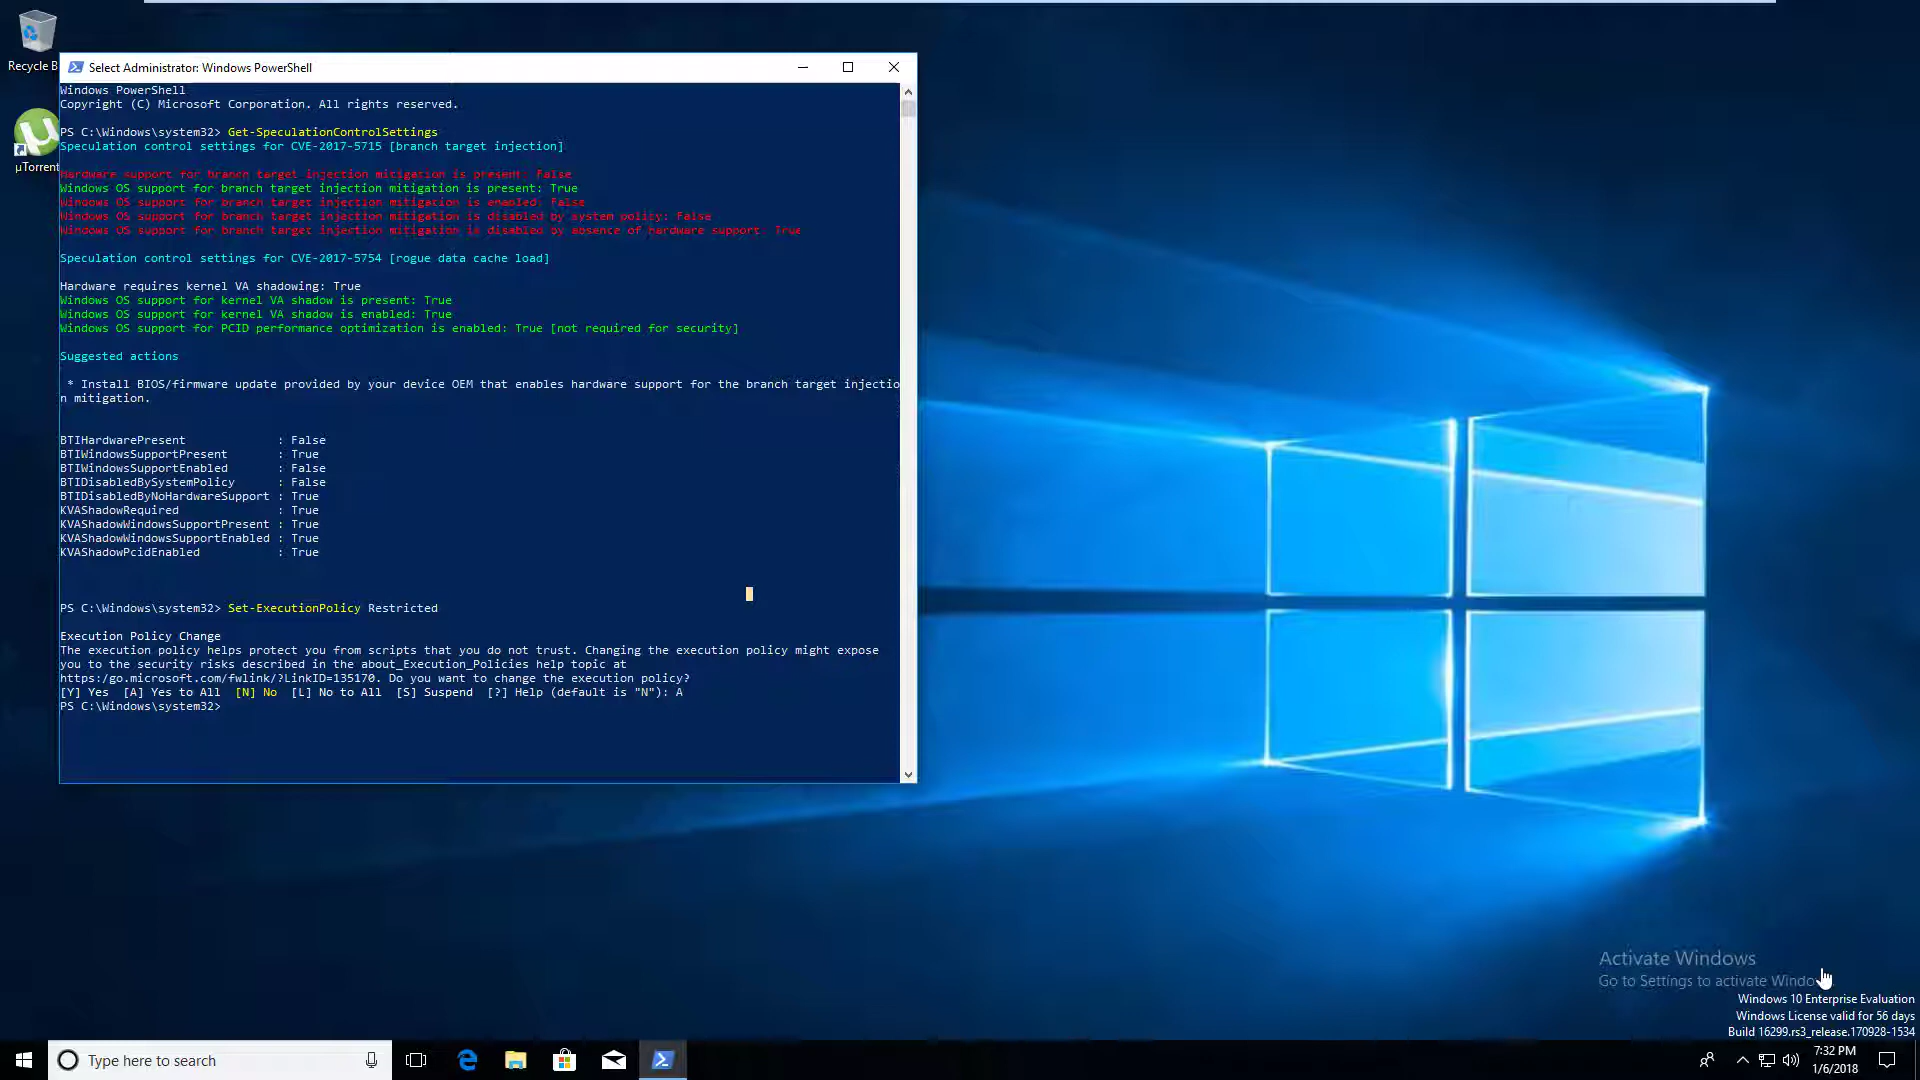 Recycle B
µTorrent
Select Administrator: Windows PowerShell
Windows PowerShell
Copyright (C) Microsoft Corporation. All rights reserved.
PS C:\Windows\system32> Get-SpeculationControlSettings
Speculation control settings for CVE-2017-5715 [branch target injection]
Hardware support for branch target injection mitigation is present: False
Windows OS support for branch target injection mitigation is present: True
Windows OS support for branch target injection mitigation is enabled: False
Windows OS support for branch target injection mitigation is disabled by system policy: False
Windows OS support for branch target injection mitigation is disabled by absence of hardware support: True
Speculation control settings for CVE-2017-5754 [rogue data cache load]
Hardware requires kernel VA shadowing: True
Windows OS support for kernel VA shadow is present: True
Windows OS support for kernel VA shadow is enabled: True
Windows OS support for PCID performance optimization is enabled: True [not required for security]
Suggested actions
* Install BIOS/firmware update provided by your device OEM that enables hardware support for the branch target injectio
n mitigation.
BTIHardwarePresent : False
BTIWindowsSupportPresent : True
BTIWindowsSupportEnabled : False
BTIDisabledBySystemPolicy : False
BTIDisabledByNoHardwareSupport : True
KVAShadowRequired : True
KVAShadowWindowsSupportPresent : True
KVAShadowWindowsSupportEnabled : True
KVAShadowPcidEnabled : True
PS C:\Windows\system32> Set-ExecutionPolicy Restricted
Execution Policy Change
The execution policy helps protect you from scripts that you do not trust. Changing the execution policy might expose
you to the security risks described in the about_Execution_Policies help topic at
https:/go.microsoft.com/fwlink/?LinkID=135170. Do you want to change the execution policy?
[Y] Yes [A] Yes to All [N] No [L] No to All [S] Suspend [?] Help (default is "N"): A
PS C:\Windows\system32>
Activate Windows
Go to Settings to activate Windo
Windows 10 Enterprise Evaluation
Windows License valid for 56 days
Build 16299.rs3_release.170928-1534
Type here to search
7:32 PM
1/6/2018